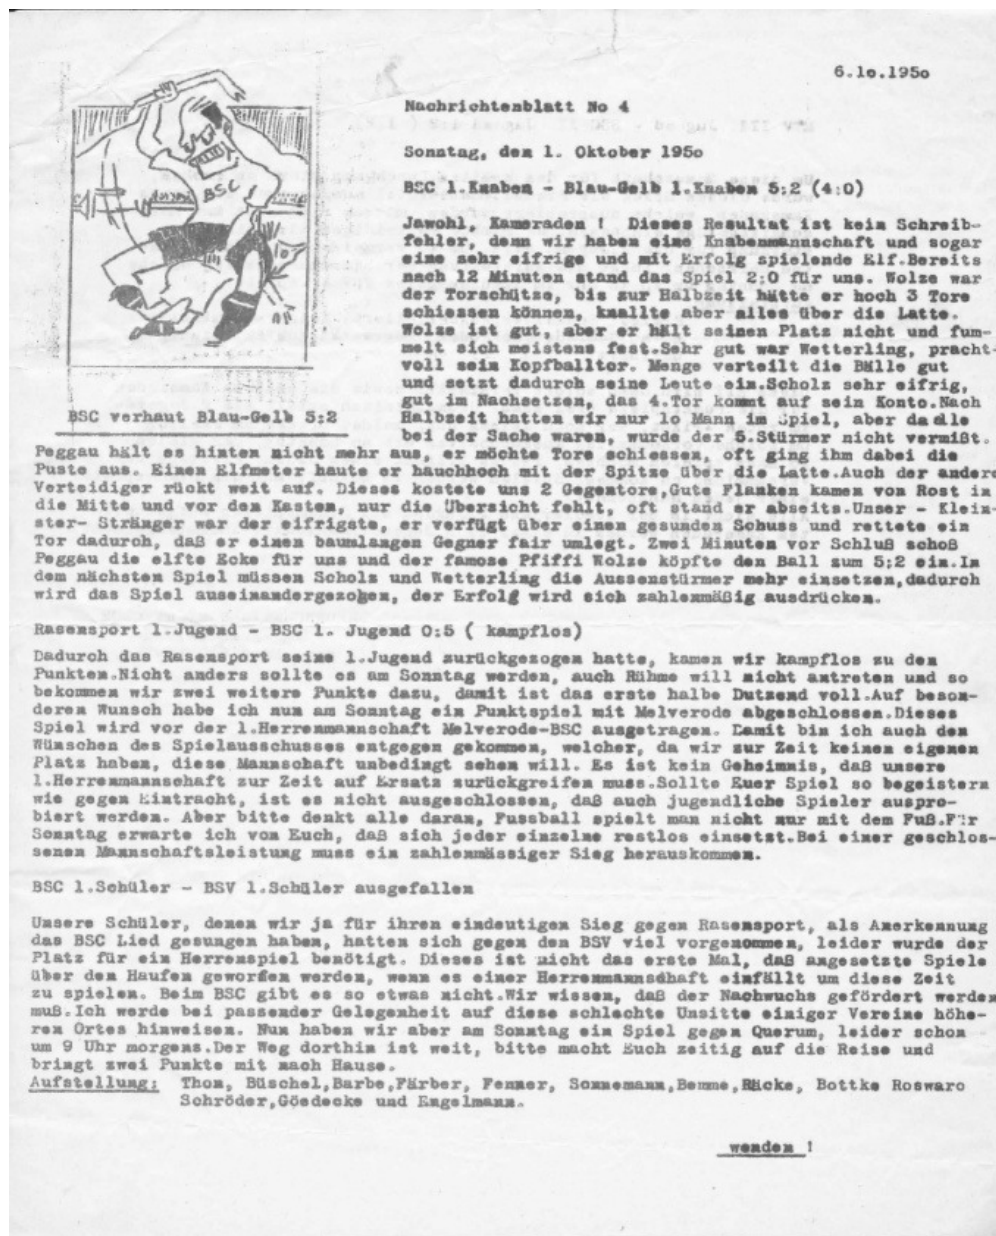 6.1o.195o
Nachrichtenblatt No 4
Sonntag, den 1. Oktober 195o
BSC 1.Knaben - Blau-Gelb 1.Knaben 5:2 (4:0)
BSC
Jawohl, Kameraden ! Dieses Resultat ist kein Schreib-
fehler, denn wir haben eine Knabenmannschaft und sogar
eine sehr eifrige und mit Erfolg spielende Elf.Bereits
nach 12 Minuten stand das Spiel 2:0 für uns. Wolze war
der Torschütze, bis zur Halbzeit hätte er hoch 3 Tore
schiessen können, knallte aber alles über die Latte.
Wolze ist gut, aber er hält seinen Platz nicht und fum-
melt sich meistens fest.Sehr gut war Wetterling, pracht-
voll sein Kopfballtor. Menge verteilt die Bälle gut
und setzt dadurch seine Leute ein.Scholz sehr eifrig,
gut im Nachsetzen, das 4.Tor kommt auf sein Konto.Nach
Halbzeit hatten wir nur 1o Mann im Spiel, aber da alle
bei der Sache waren, wurde der 5.Stürmer nicht vermißt.
BSC verhaut Blau-Gelb 5:2
Peggau hält es hinten nicht mehr aus, er möchte Tore schiessen, oft ging ihm dabei die
Puste aus. Einen Elfmeter haute er hauchhoch mit der Spitze über die Latte.Auch der andere
Verteidiger rückt weit auf. Dieses kostete uns 2 Gegentore,Gute Flanken kamen von Rost in
die Mitte und vor den Kasten, nur die Übersicht fehlt, oft stand er abseits.Unser - Klein-
ster- Stränger war der eifrigste, er verfügt über einen gesunden Schuss und rettete ein
Tor dadurch, daß er einen baumlangen Gegner fair umlegt. Zwei Minuten vor Schluß schoß
Peggau die elfte Ecke für uns und der famose Pfiffi Wolze köpfte den Ball zum 5:2 ein.In
dem nächsten Spiel müssen Scholz und Wetterling die Aussenstürmer mehr einsetzen,dadurch
wird das Spiel auseinandergezogen, der Erfolg wird sich zahlenmäßig ausdrücken.
Rasensport 1.Jugend - BSC 1. Jugend 0:5 ( kampflos)
Dadurch das Rasensport seine 1.Jugend zurückgezogen hatte, kamen wir kampflos zu den
Punkten.Nicht anders sollte es am Sonntag werden, auch Rühme will nicht antreten und so
bekommen wir zwei weitere Punkte dazu, damit ist das erste halbe Dutzend voll.Auf beson-
deren Wunsch habe ich nun am Sonntag ein Punktspiel mit Melverode abgeschlossen.Dieses
Spiel wird vor der 1.Herrenmannschaft Melverode-BSC ausgetragen. Damit bin ich auch den
Wünschen des Spielausschusses entgegen gekommen, welcher, da wir zur Zeit keinen eigenen
Platz haben, diese Mannschaft unbedingt sehen will. Es ist kein Geheimnis, daß unsere
1.Herrenmannschaft zur Zeit auf Ersatz zurückgreifen muss.Sollte Euer Spiel so begeistern
wie gegen Eintracht, ist es nicht ausgeschlossen, daß auch jugendliche Spieler auspro-
biert werden. Aber bitte denkt alle daran, Fussball spielt man nicht nur mit dem Fuß.Für
Sonntag erwarte ich von Euch, daß sich jeder einzelne restlos einsetzt.Bei einer geschlos-
senen Mannschaftsleistung muss ein zahlenmässiger Sieg herauskommen.
BSC 1.Schüler - BSV 1.Schüler ausgefallen
Unsere Schüler, denen wir ja für ihren eindeutigen Sieg gegen Rasensport, als Anerkennung
das BSC Lied gesungen haben, hatten sich gegen den BSV viel vorgenommen, leider wurde der
Platz für ein Herrenspiel benötigt. Dieses ist nicht das erste Mal, daß angesetzte Spiele
über den Haufen geworfen werden, wenn es einer Herrenmannschaft einfällt um diese Zeit
zu spielen. Beim BSC gibt es so etwas nicht.Wir wissen, daß der Nachwuchs gefördert werden
muß.Ich werde bei passender Gelegenheit auf diese schlechte Unsitte einiger Vereine höhe-
ren Ortes hinweisen. Nun haben wir aber am Sonntag ein Spiel gegen Querum, leider schon
um 9 Uhr morgens.Der Weg dorthin ist weit, bitte macht Euch zeitig auf die Reise und
bringt zwei Punkte mit nach Hause.
Aufstellung: Thon, Büschel,Barbe,Färber, Fenner, Sonnemann,Bemme,Räcke, Bottke Roswaro
Schröder,Göedecke und Engelmann.
wenden !